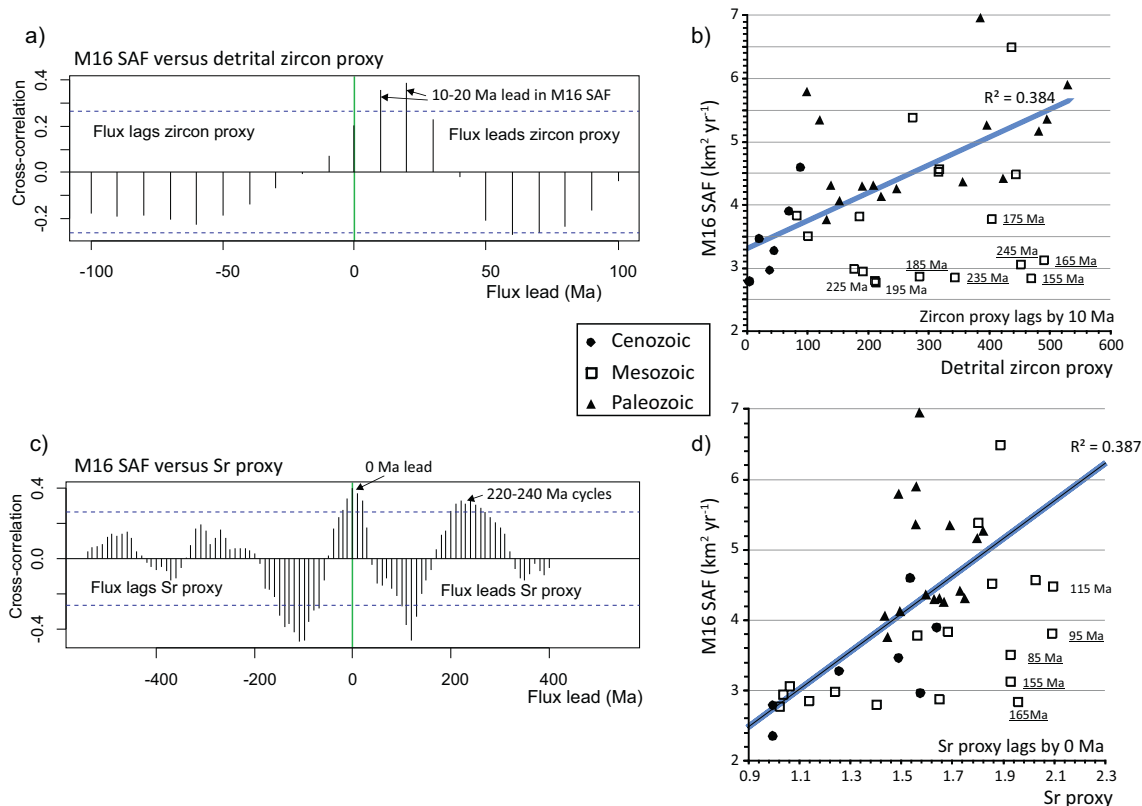 a)
M16 SAF versus detrital zircon proxy
Cross-correlation
0.4
0.2
0.0
-0.2
10-20 Ma lead in M16 SAF
Flux lags zircon proxy
Flux leads zircon proxy
-100
-50
0
50
100
Flux lead (Ma)
b)
M16 SAF (km² yr⁻¹)
7
6
5
4
3
2
R² = 0.384
175 Ma
245 Ma
165 Ma
185 Ma
225 Ma
195 Ma
235 Ma
155 Ma
Zircon proxy lags by 10 Ma
0
100
200
300
400
500
600
Detrital zircon proxy
Cenozoic
Mesozoic
Paleozoic
c)
M16 SAF versus Sr proxy
0 Ma lead
220-240 Ma cycles
Cross-correlation
0.4
0.0
-0.4
Flux lags Sr proxy
Flux leads Sr proxy
-400
-200
0
200
400
Flux lead (Ma)
d)
M16 SAF (km² yr⁻¹)
7
6
5
4
3
2
R² = 0.387
115 Ma
95 Ma
85 Ma
155 Ma
165Ma
Sr proxy lags by 0 Ma
0.9
1.1
1.3
1.5
1.7
1.9
2.1
2.3
Sr proxy